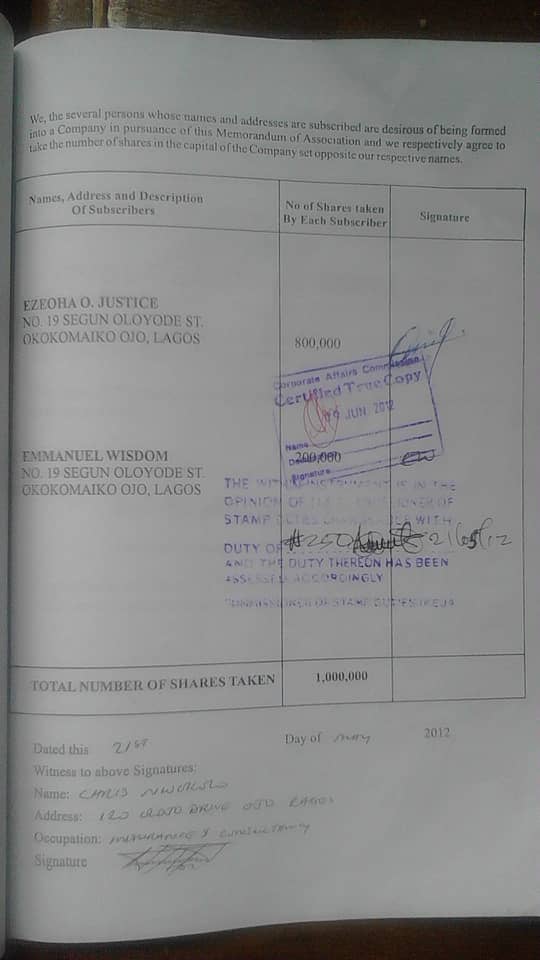 We, the several persons whose names and addresses are subscribed are desirous of being formed
into a Company in pursuance of this Memorandum of Association and we respectively agree to
take the number of shares in the capital of the Company set opposite our respective names.
Names, Address and Description
Of Subscribers
No of Shares taken
By Each Subscriber
Signature
EZEOHA O. JUSTICE
NO. 19 SEGUN OLOYODE ST.
OKOKOMAIKO OJO, LAGOS
800,000
Corporate Affairs Commission
Certified True Copy
JUN 2012
Name
Signature
EMMANUEL WISDOM
NO. 19 SEGUN OLOYODE ST.
OKOKOMAIKO OJO, LAGOS
200,000
EW
THE WITHIN INSTRUMENT IS IN THE
OPINION OF THE COMMISSIONER OF
STAMP DUTIES CHARGEABLE WITH
DUTY OF #250 21/05/12
AND THE DUTY THEREON HAS BEEN
ASSESSED ACCORDINGLY
COMMISSIONER OF STAMP DUTIES IKEJA
TOTAL NUMBER OF SHARES TAKEN
1,000,000
Dated this 21st Day of May 2012
Witness to above Signatures:
Name: CHRIS
Address: 120 DRIVE OJO LAGOS
Occupation: INSURANCE & CONSULTANCY
Signature